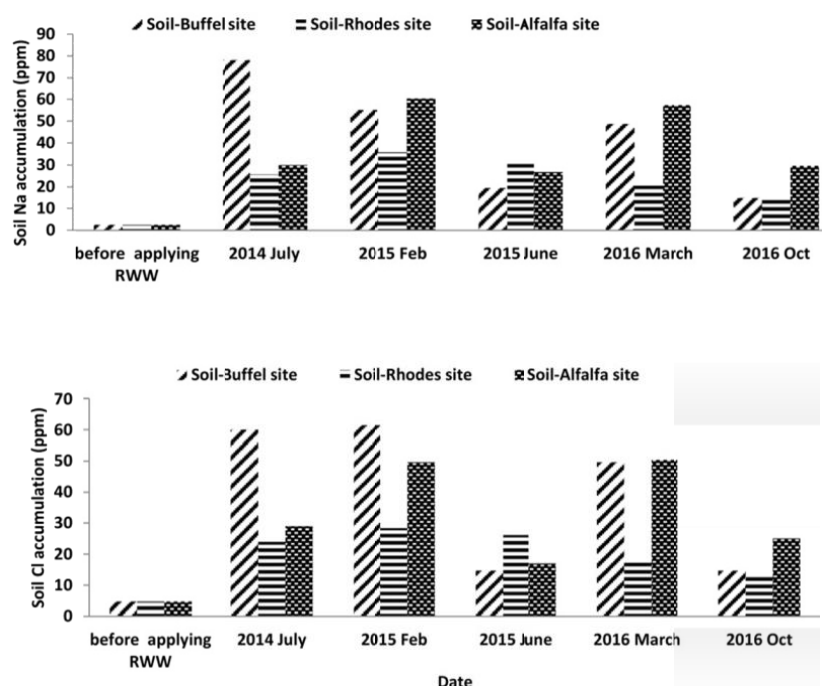 Soil-Buffel site Soil-Rhodes site Soil-Alfalfa site
Soil Na accumulation (ppm)
90
80
70
60
50
40
30
20
10
0
before applying RWW 2014 July 2015 Feb 2015 June 2016 March 2016 Oct
Soil-Buffel site Soil-Rhodes site Soil-Alfalfa site
Soil Cl accumulation (ppm)
70
60
50
40
30
20
10
0
before applying RWW 2014 July 2015 Feb 2015 June 2016 March 2016 Oct
Date